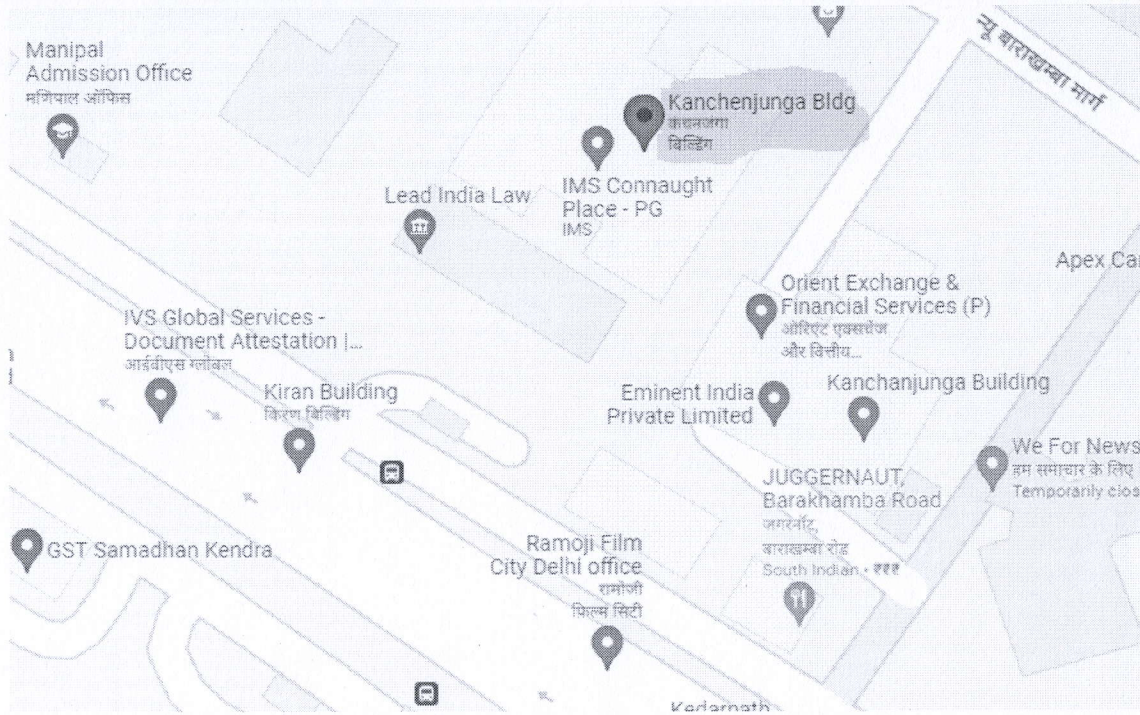 Manipal
Admission Office
मणिपाल ऑफिस
न्यू बाराखम्बा मार्ग
Kanchenjunga Bldg
कंचनजंगा
बिल्डिंग
IMS Connaught
Place - PG
IMS
Lead India Law
Apex Car
Orient Exchange &
Financial Services (P)
ओरिएंट एक्सचेंज
और वित्तीय...
IVS Global Services -
Document Attestation |...
आईवीएस ग्लोबल
Kiran Building
किरण बिल्डिंग
Eminent India
Private Limited
Kanchanjunga Building
We For News
हम समाचार के लिए
Temporarily clos
JUGGERNAUT,
Barakhamba Road
जगरनॉट,
बाराखम्बा रोड
South Indian · ₹₹₹
GST Samadhan Kendra
Ramoji Film
City Delhi office
रामोजी
फिल्म सिटी
Kedarnath